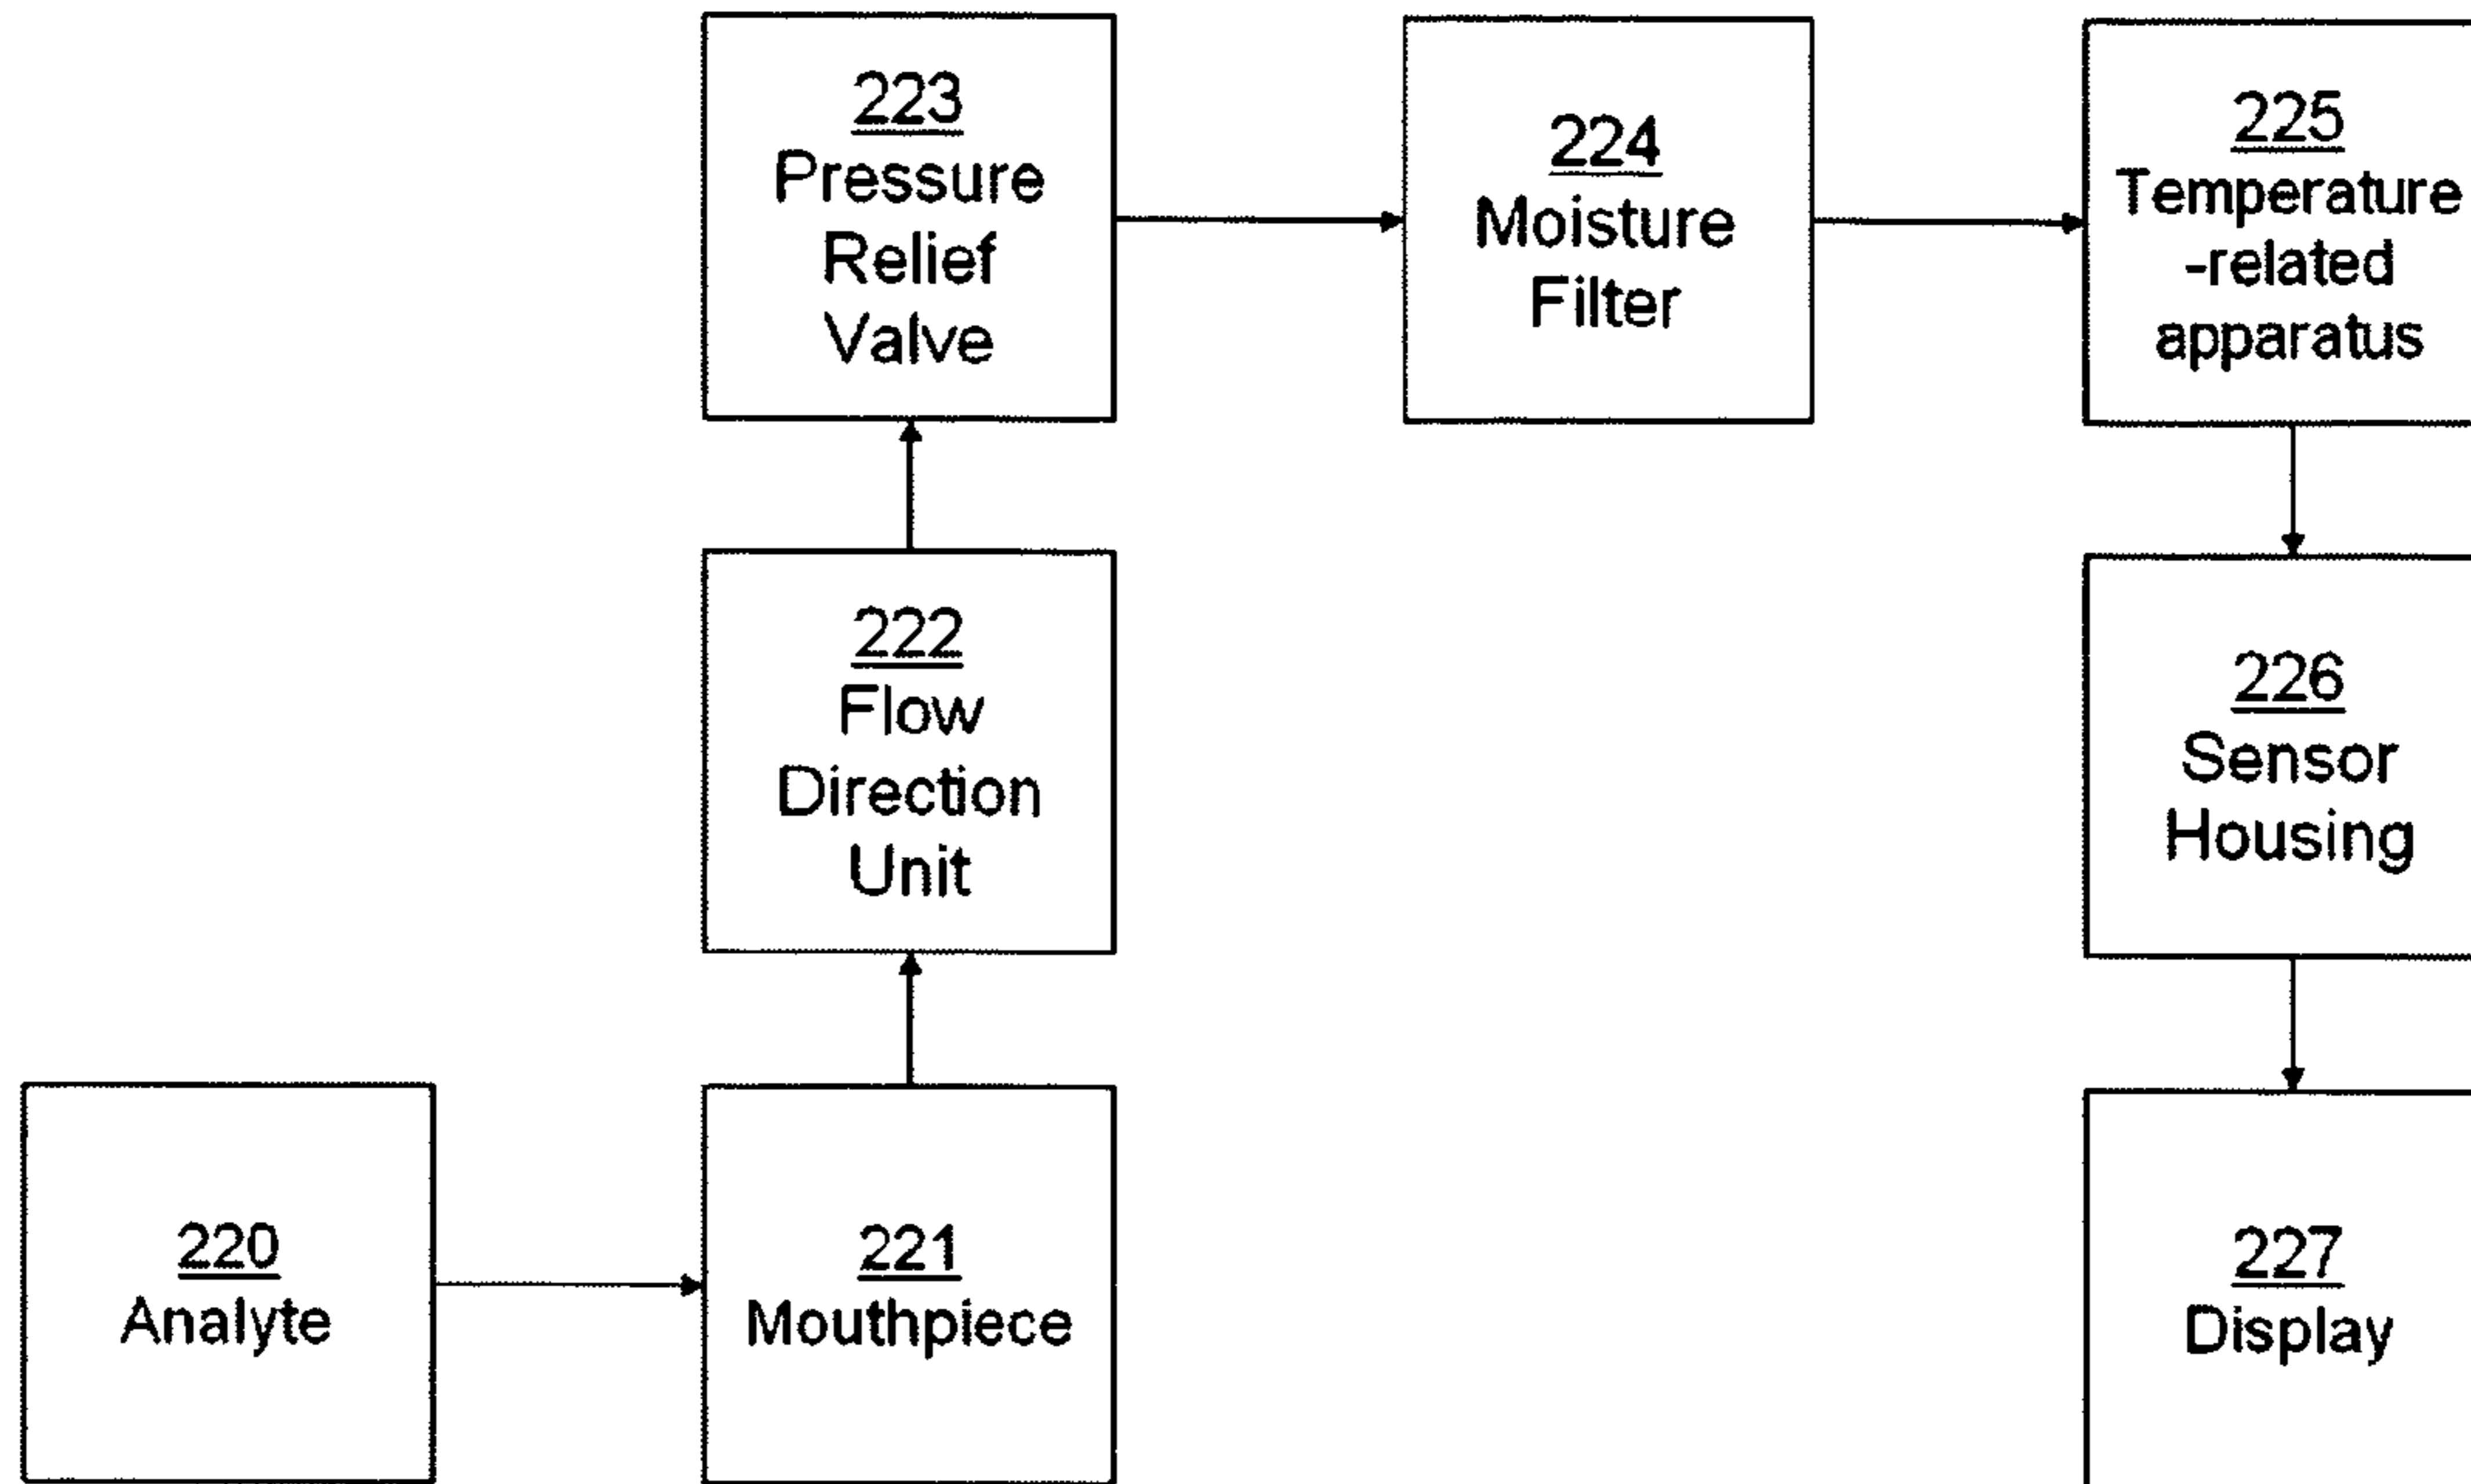 223
Pressure
Relief
Valve
224
Moisture
Filter
225
Temperature
-related
apparatus
222
Flow
Direction
Unit
226
Sensor
Housing
220
Analyte
221
Mouthpiece
227
Display